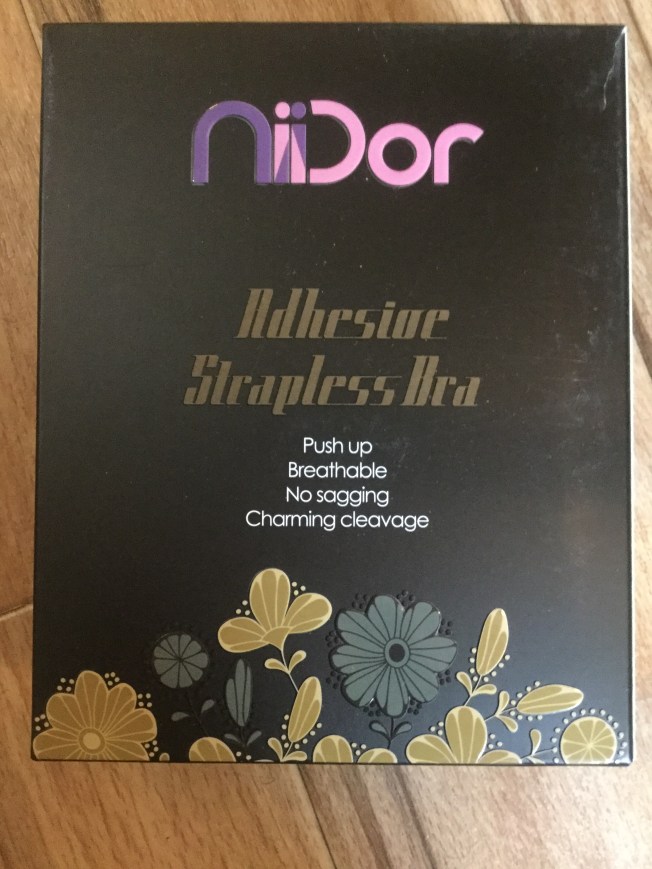 NiiDor
Adhesive
Strapless Bra
Push up
Breathable
No sagging
Charming cleavage